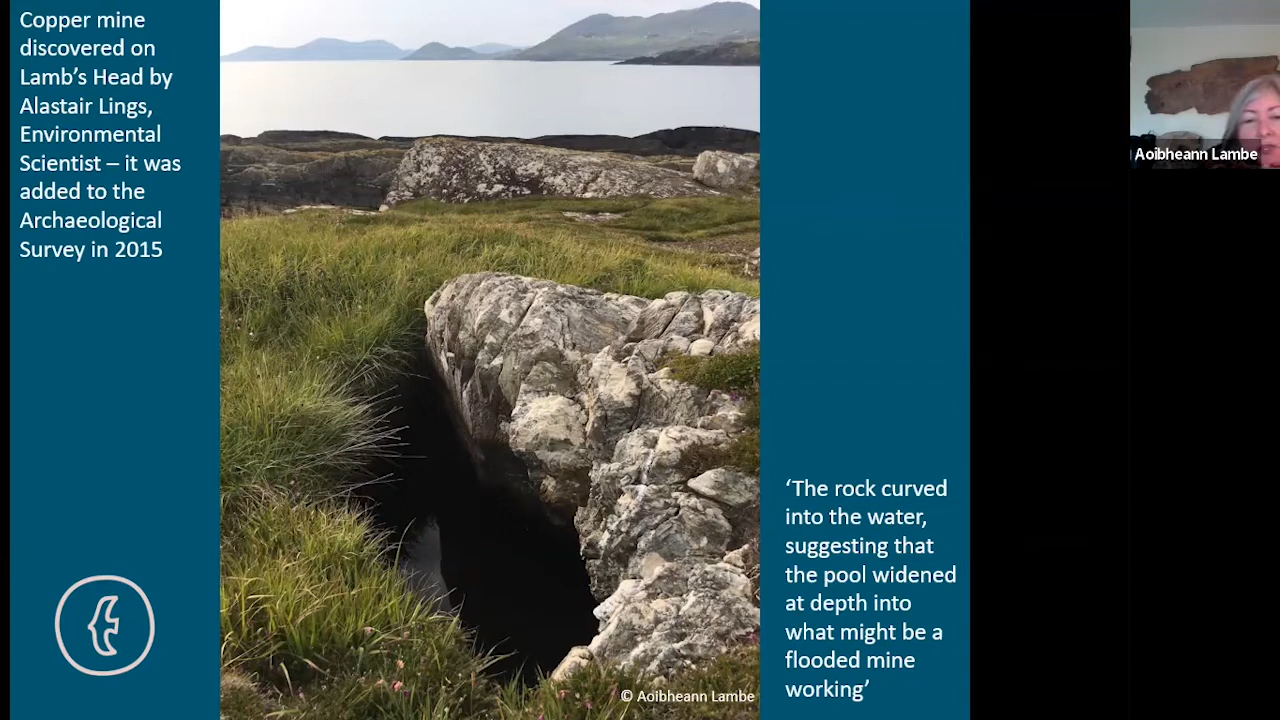 Copper mine
discovered on
Lamb's Head by
Alastair Lings,
Environmental
Scientist – it was
added to the
Archaeological
Survey in 2015
Aoibheann Lambe
‘The rock curved
into the water,
suggesting that
the pool widened
at depth into
what might be a
flooded mine
working’
© Aoibheann Lambe